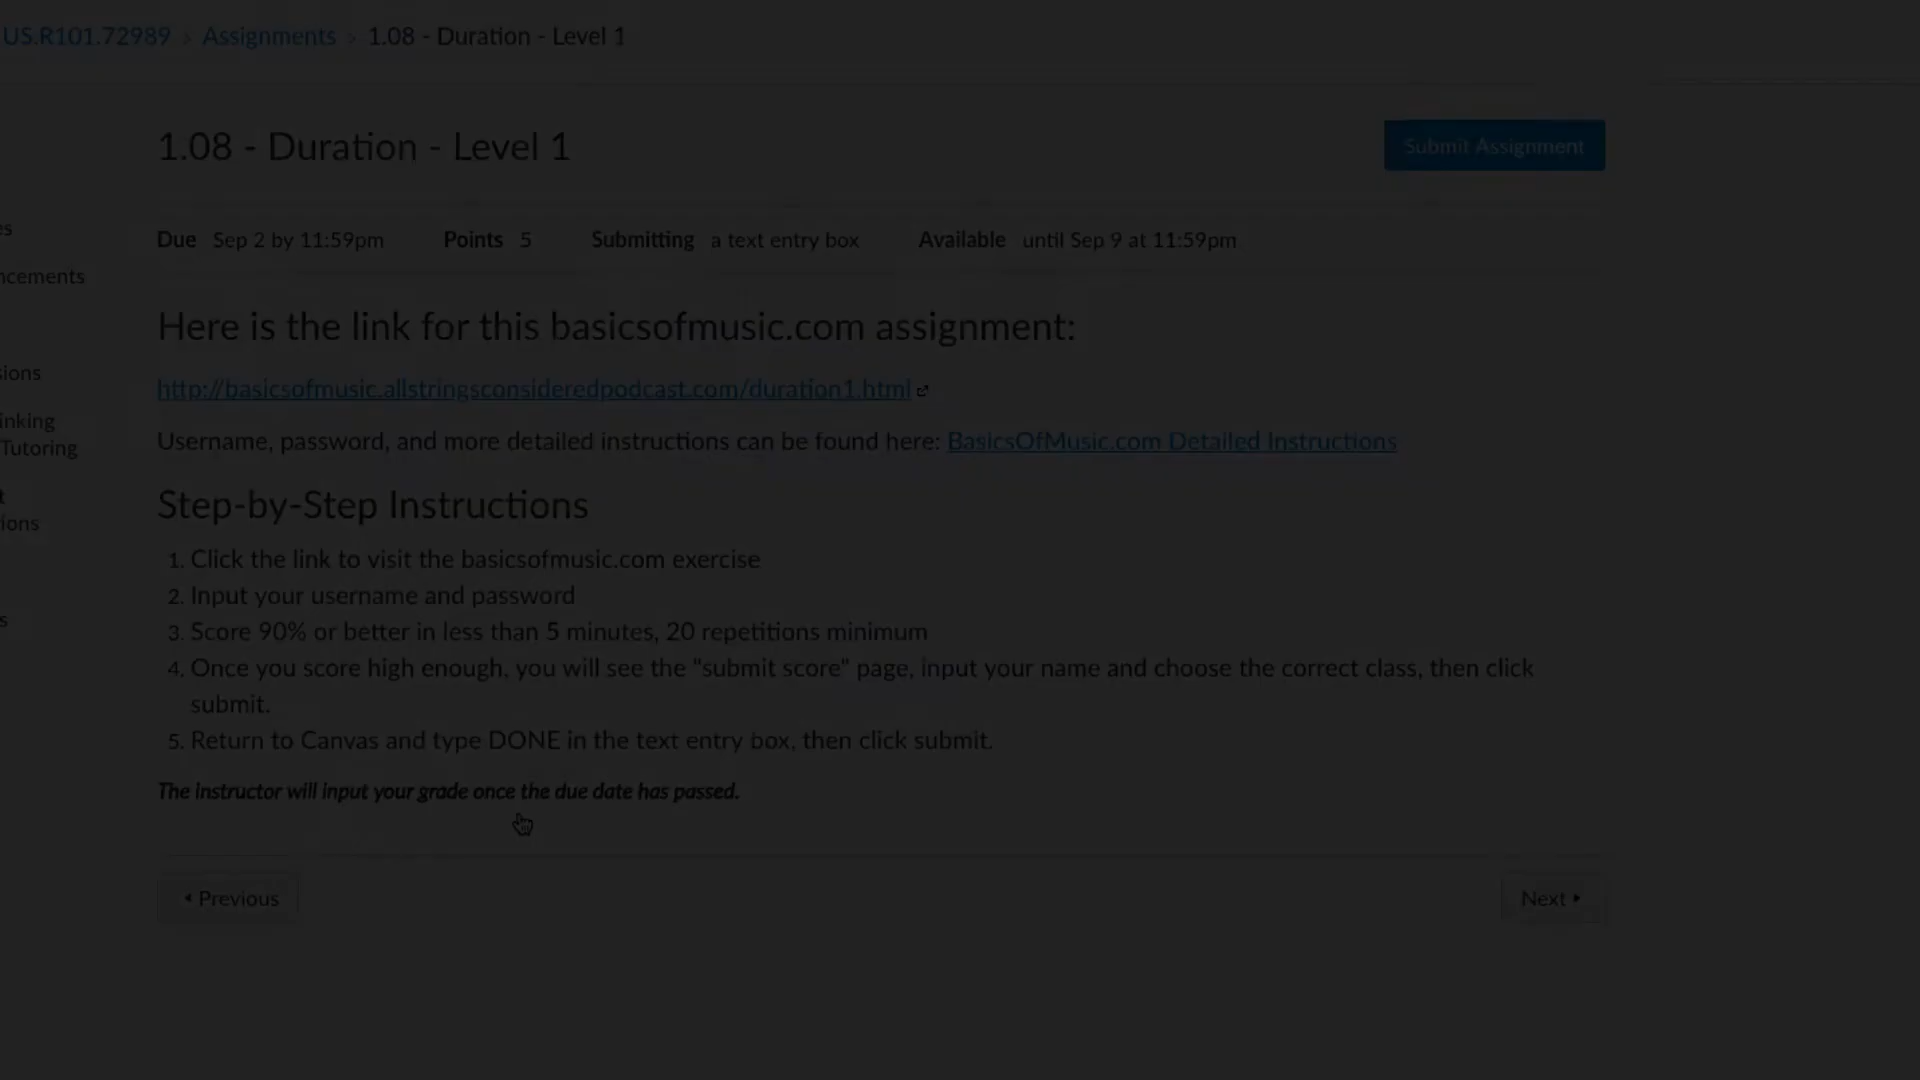 US.R101.72989 > Assignments > 1.08 - Duration - Level 1
1.08 - Duration - Level 1
Submit Assignment
Due Sep 2 by 11:59pm Points 5 Submitting a text entry box Available until Sep 9 at 11:59pm
es
ncements
Here is the link for this basicsofmusic.com assignment:
sions
http://basicsofmusic.allstringsconsideredpodcast.com/duration1.html
inking
Tutoring
Username, password, and more detailed instructions can be found here: BasicsOfMusic.com Detailed Instructions
t
ions
Step-by-Step Instructions
1. Click the link to visit the basicsofmusic.com exercise
2. Input your username and password
s
3. Score 90% or better in less than 5 minutes, 20 repetitions minimum
4. Once you score high enough, you will see the "submit score" page, input your name and choose the correct class, then click
submit.
5. Return to Canvas and type DONE in the text entry box, then click submit.
The instructor will input your grade once the due date has passed.
Previous
Next